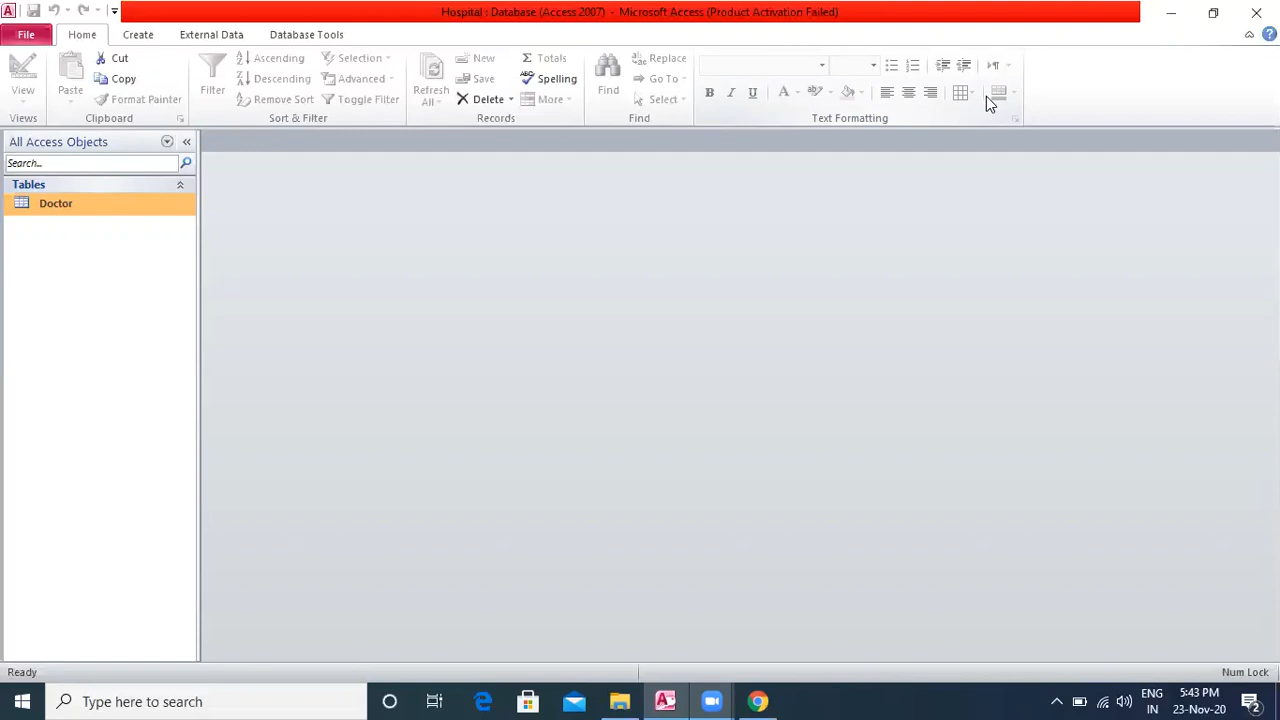 Hospital : Database (Access 2007) - Microsoft Access (Product Activation Failed)
File Home Create External Data Database Tools
View
Views
Paste
Cut
Copy
Format Painter
Clipboard
Filter
Ascending
Descending
Remove Sort
Selection
Advanced
Toggle Filter
Sort & Filter
Refresh
All
New
Save
Delete
Totals
Spelling
More
Records
Find
Replace
Go To
Select
Find
B I U A
Text Formatting
All Access Objects
Search...
Tables
Doctor
Ready
Num Lock
Type here to search
ENG
IN
5:43 PM
23-Nov-20
2